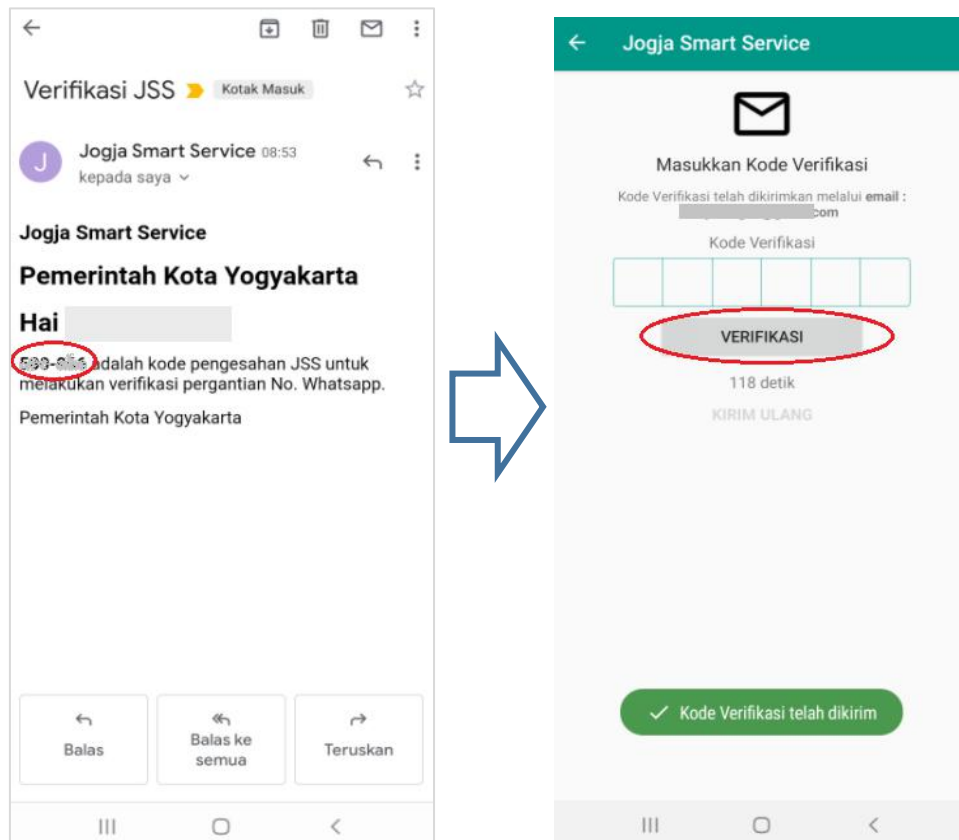 Verifikasi JSS
Kotak Masuk
J
Jogja Smart Service 08:53
kepada saya
Jogja Smart Service
Pemerintah Kota Yogyakarta
Hai
adalah kode pengesahan JSS untuk
melakukan verifikasi pergantian No. Whatsapp.
Pemerintah Kota Yogyakarta
Balas
Balas ke
semua
Teruskan
Jogja Smart Service
Masukkan Kode Verifikasi
Kode Verifikasi telah dikirimkan melalui email :
com
Kode Verifikasi
VERIFIKASI
118 detik
KIRIM ULANG
Kode Verifikasi telah dikirim